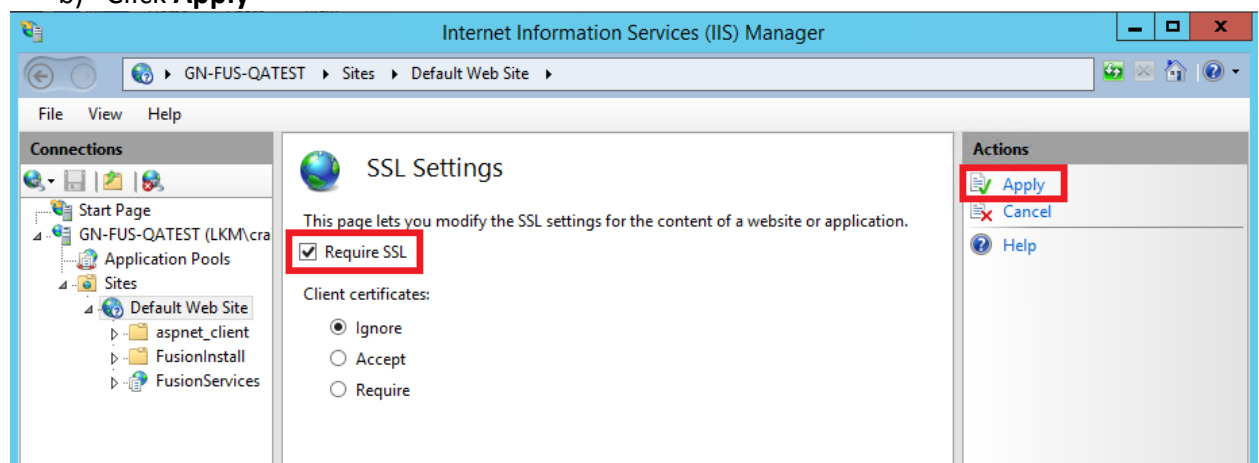 b) Click Apply
Internet Information Services (IIS) Manager
GN-FUS-QATEST Sites Default Web Site
File View Help
Connections
Start Page
GN-FUS-QATEST (LKM\cra
Application Pools
Sites
Default Web Site
aspnet_client
FusionInstall
FusionServices
SSL Settings
This page lets you modify the SSL settings for the content of a website or application.
Require SSL
Client certificates:
Ignore
Accept
Require
Actions
Apply
Cancel
Help